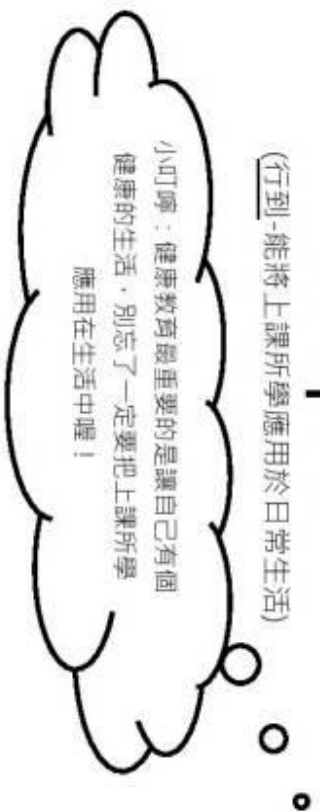 (行到-能將上課所學應用於日常生活)
小叮嚀：健康教育最重要的是讓自己有個
健康的生活，別忘了一定要把上課所學
應用在生活中喔！